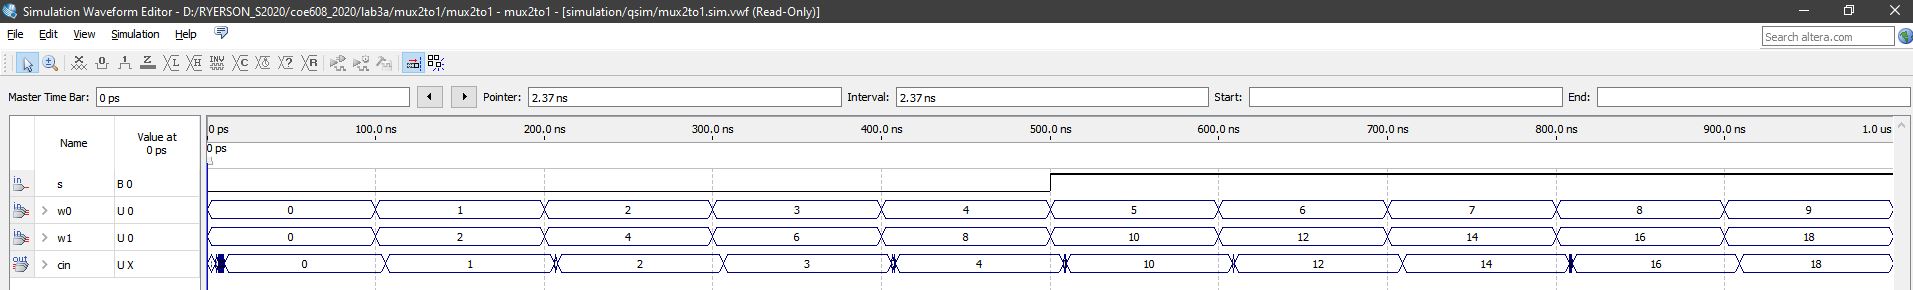 Simulation Waveform Editor - D:/RYERSON_S2020/coe608_2020/lab3a/mux2to1/mux2to1 - mux2to1 - [simulation/qsim/mux2to1.sim.vwf (Read-Only)]
File Edit View Simulation Help
Search altera.com
Master Time Bar: 0 ps Pointer: 2.37 ns Interval: 2.37 ns Start: End:
Name Value at 0 ps
0 ps 100.0 ns 200.0 ns 300.0 ns 400.0 ns 500.0 ns 600.0 ns 700.0 ns 800.0 ns 900.0 ns 1.0 us
0 ps
in s B 0
in w0 U 0 0 1 2 3 4 5 6 7 8 9
in w1 U 0 0 2 4 6 8 10 12 14 16 18
out cin U X 0 1 2 3 4 10 12 14 16 18